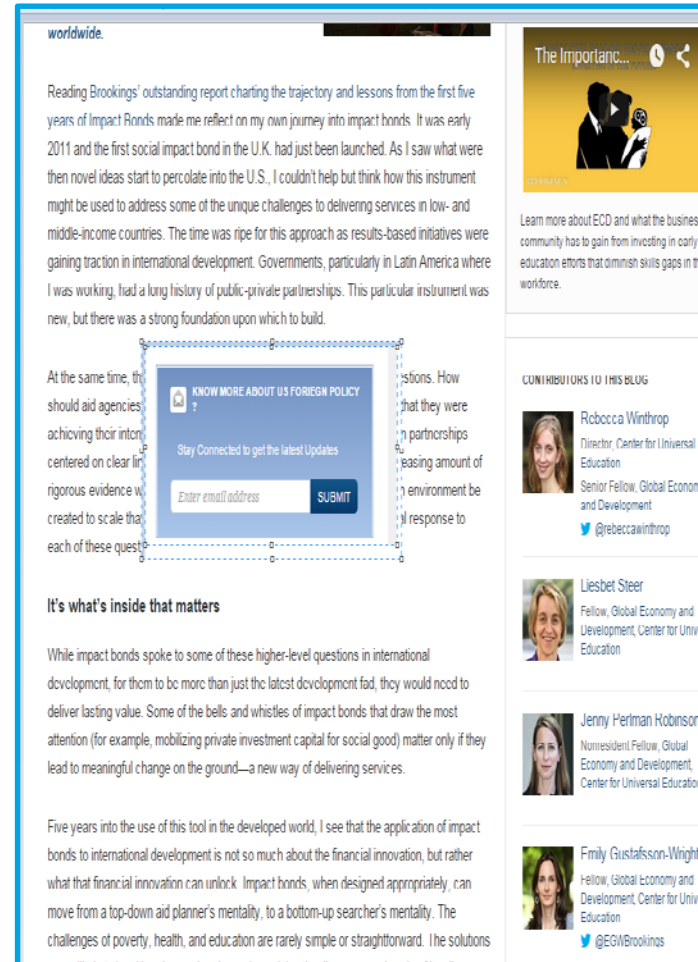 worldwide.
Reading Brookings' outstanding report charting the trajectory and lessons from the first five
years of Impact Bonds made me reflect on my own journey into impact bonds. It was early
2011 and the first social impact bond in the U.K. had just been launched. As I saw what were
then novel ideas start to percolate into the U.S., I couldn't help but think how this instrument
might be used to address some of the unique challenges to delivering services in low- and
middle-income countries. The time was ripe for this approach as results-based initiatives were
gaining traction in international development. Governments, particularly in Latin America where
I was working, had a long history of public-private partnerships. This particular instrument was
new, but there was a strong foundation upon which to build.
At the same time, th
stions. How
should aid agencies
that they were
achieving their inten
n partnerships
centered on clear lin
easing amount of
rigorous evidence w
n environment be
created to scale tha
l response to
each of these quest
KNOW MORE ABOUT US FORIEGN POLICY
?
Stay Connected to get the latest Updates
Enter email address
SUBMIT
It's what's inside that matters
While impact bonds spoke to some of these higher-level questions in international
development, for them to be more than just the latest development fad, they would need to
deliver lasting value. Some of the bells and whistles of impact bonds that draw the most
attention (for example, mobilizing private investment capital for social good) matter only if they
lead to meaningful change on the ground—a new way of delivering services.
Five years into the use of this tool in the developed world, I see that the application of impact
bonds to international development is not so much about the financial innovation, but rather
what that financial innovation can unlock. Impact bonds, when designed appropriately, can
move from a top-down aid planner's mentality, to a bottom-up searcher's mentality. The
challenges of poverty, health, and education are rarely simple or straightforward. The solutions
The Importanc...
Learn more about ECD and what the busines
community has to gain from investing in early
education efforts that diminish skills gaps in th
workforce.
CONTRIBUTORS TO THIS BLOG
Rebecca Winthrop
Director, Center for Universal
Education
Senior Fellow, Global Econom
and Development
@rebeccawinthrop
Liesbet Steer
Fellow, Global Economy and
Development, Center for Univ
Education
Jenny Perlman Robinson
Nonresident Fellow, Global
Economy and Development,
Center for Universal Education
Emily Gustafsson-Wright
Fellow, Global Economy and
Development, Center for Univ
Education
@EGWBrookings